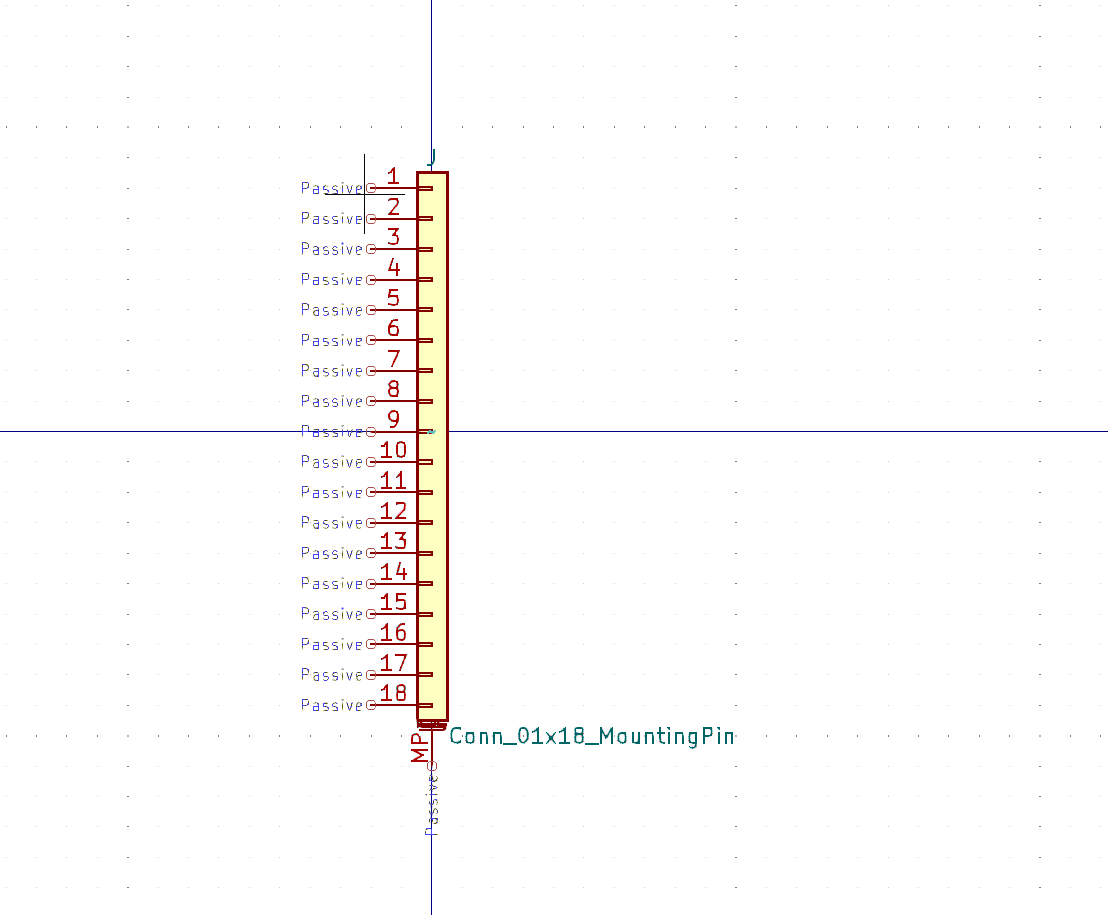 J
Passive 1
Passive 2
Passive 3
Passive 4
Passive 5
Passive 6
Passive 7
Passive 8
Passive 9
Passive 10
Passive 11
Passive 12
Passive 13
Passive 14
Passive 15
Passive 16
Passive 17
Passive 18
MP
Conn_01x18_MountingPin
Passive